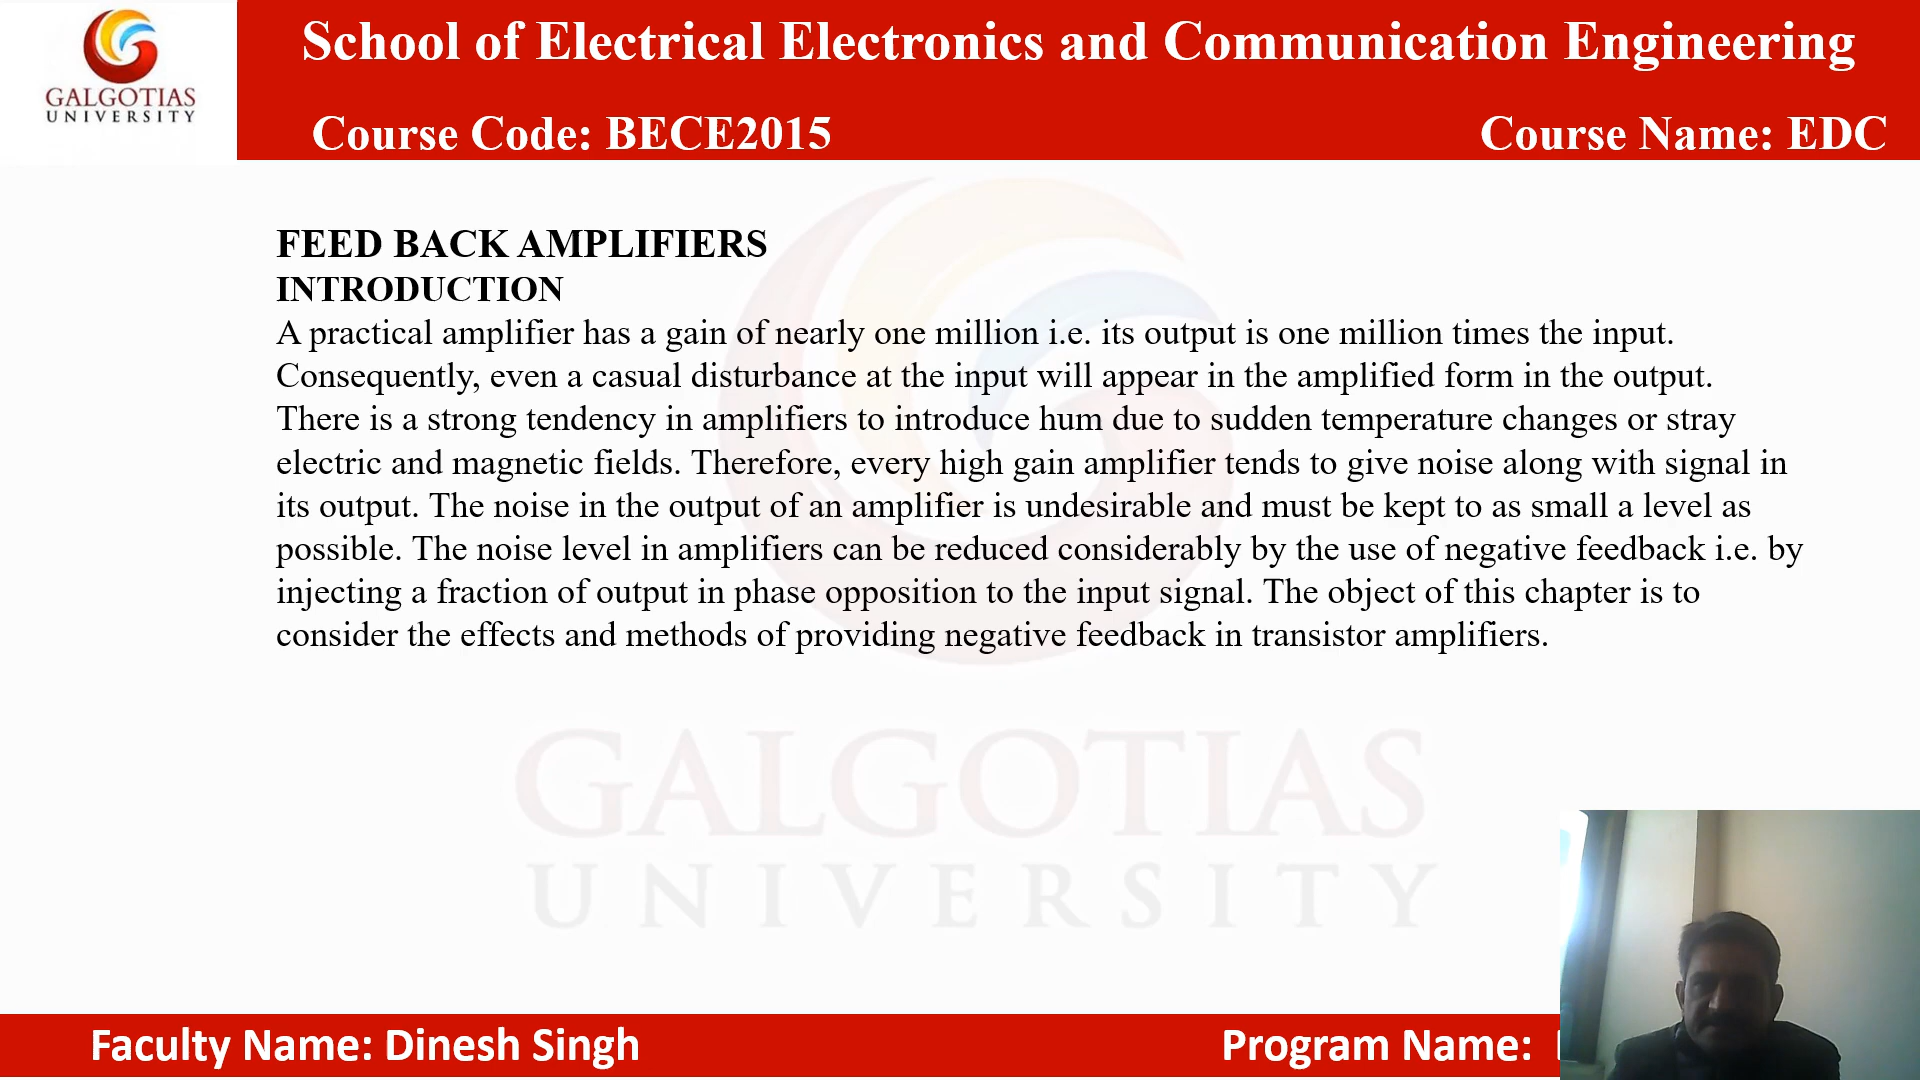 GALGOTIAS
UNIVERSITY
School of Electrical Electronics and Communication Engineering
Course Code: BECE2015 Course Name: EDC
FEED BACK AMPLIFIERS
INTRODUCTION
A practical amplifier has a gain of nearly one million i.e. its output is one million times the input.
Consequently, even a casual disturbance at the input will appear in the amplified form in the output.
There is a strong tendency in amplifiers to introduce hum due to sudden temperature changes or stray
electric and magnetic fields. Therefore, every high gain amplifier tends to give noise along with signal in
its output. The noise in the output of an amplifier is undesirable and must be kept to as small a level as
possible. The noise level in amplifiers can be reduced considerably by the use of negative feedback i.e. by
injecting a fraction of output in phase opposition to the input signal. The object of this chapter is to
consider the effects and methods of providing negative feedback in transistor amplifiers.
GALGOTIAS
UNIVERSITY
Faculty Name: Dinesh Singh Program Name: